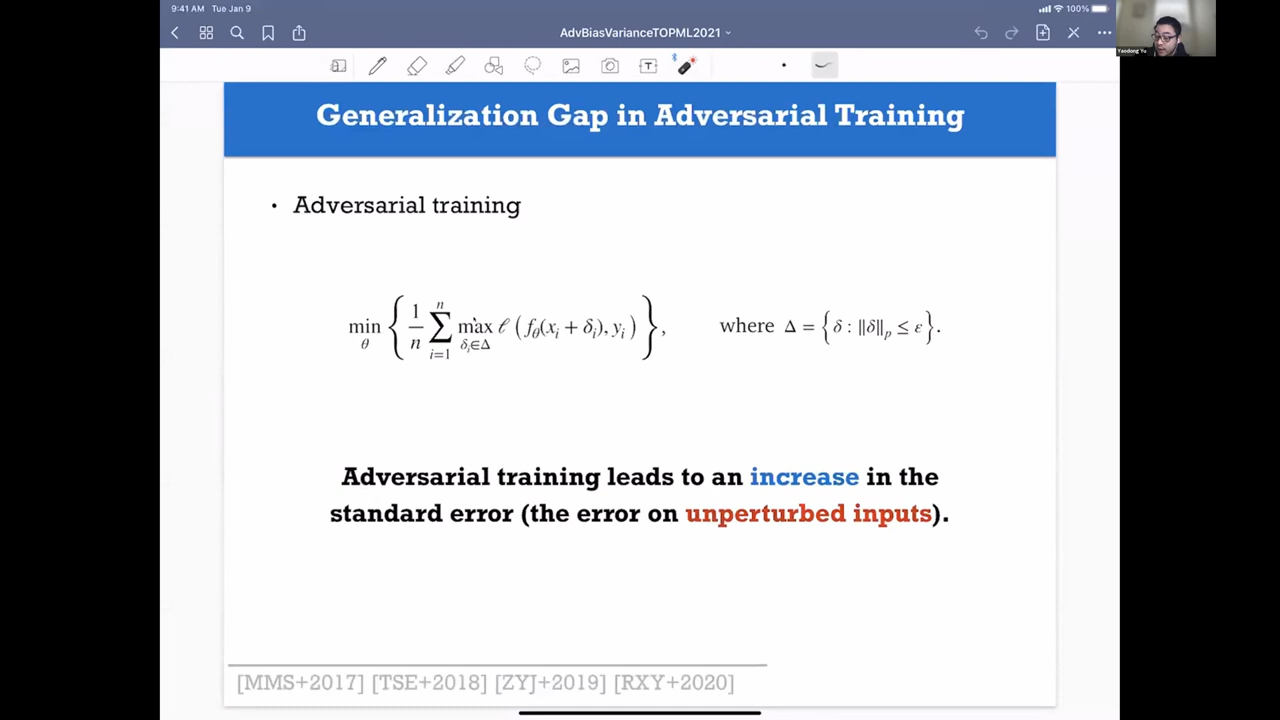 9:41 AM Tue Jan 9
100%
AdvBiasVarianceTOPML2021
Yaodong Yu
T
Generalization Gap in Adversarial Training
• Adversarial training
min_θ { 1/n ∑_{i=1}^{n} max_{δ_i∈Δ} ℓ ( f_θ(x_i + δ_i), y_i ) }, where Δ = { δ : ‖δ‖_p ≤ ε }.
Adversarial training leads to an increase in the
standard error (the error on unperturbed inputs).
[MMS+2017] [TSE+2018] [ZYJ+2019] [RXY+2020]